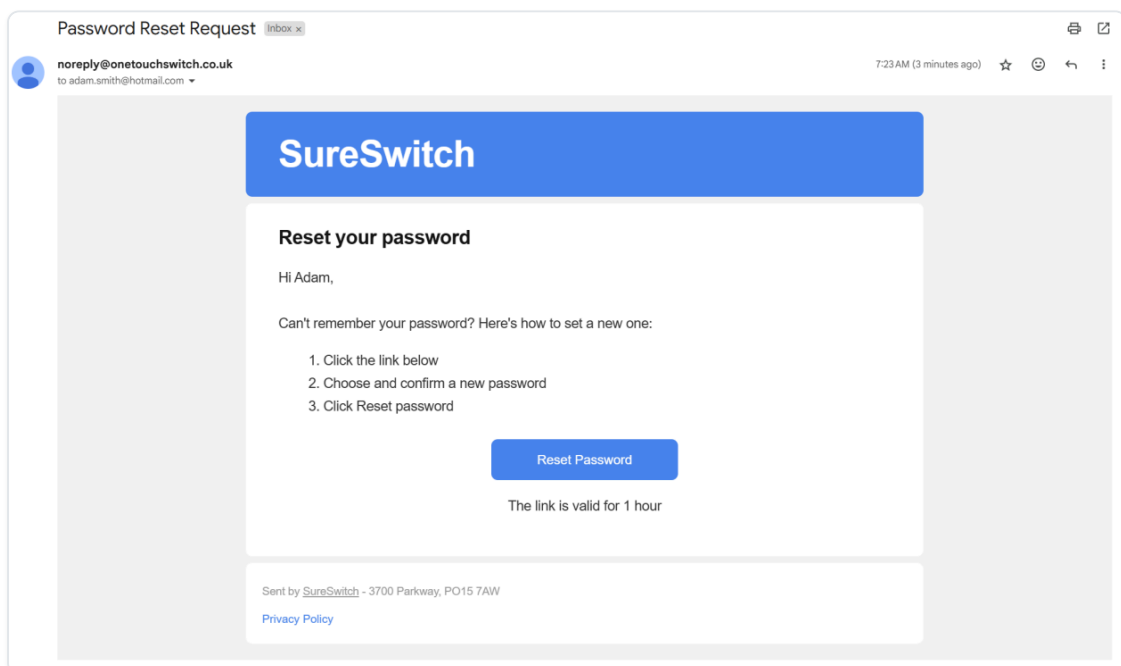 Password Reset Request Inbox x
noreply@onetouchswitch.co.uk 7:23 AM (3 minutes ago)
to adam.smith@hotmail.com
SureSwitch
Reset your password
Hi Adam,
Can't remember your password? Here's how to set a new one:
1. Click the link below
2. Choose and confirm a new password
3. Click Reset password
Reset Password
The link is valid for 1 hour
Sent by SureSwitch - 3700 Parkway, PO15 7AW
Privacy Policy